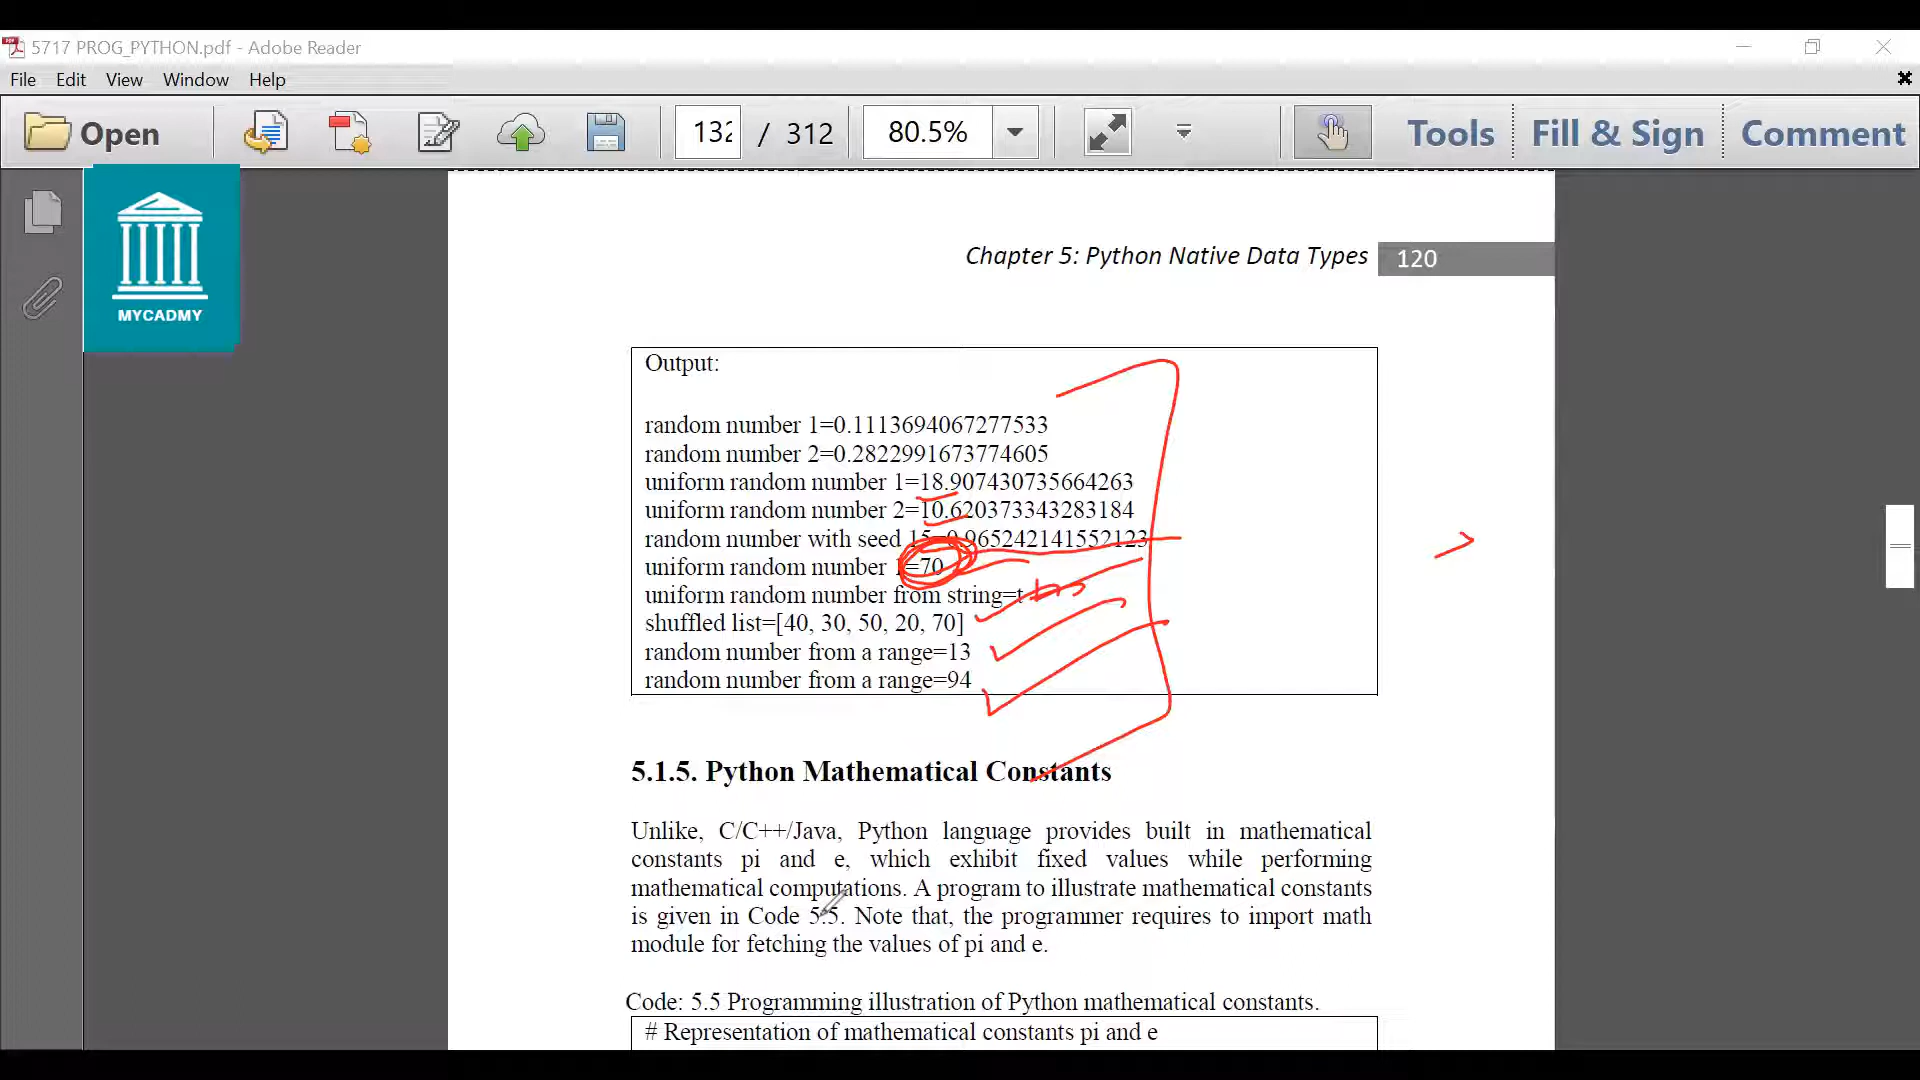 5717 PROG_PYTHON.pdf - Adobe Reader
File Edit View Window Help
Open 132 / 312 80.5% Tools Fill & Sign Comment
MYCADMY
Chapter 5: Python Native Data Types 120
Output:
random number 1=0.1113694067277533
random number 2=0.2822991673774605
uniform random number 1=18.907430735664263
uniform random number 2=10.620373343283184
random number with seed 15=0.965242141552123
uniform random number 1=70
uniform random number from string=t
shuffled list=[40, 30, 50, 20, 70]
random number from a range=13
random number from a range=94
5.1.5. Python Mathematical Constants
Unlike, C/C++/Java, Python language provides built in mathematical
constants pi and e, which exhibit fixed values while performing
mathematical computations. A program to illustrate mathematical constants
is given in Code 5.5. Note that, the programmer requires to import math
module for fetching the values of pi and e.
Code: 5.5 Programming illustration of Python mathematical constants.
# Representation of mathematical constants pi and e